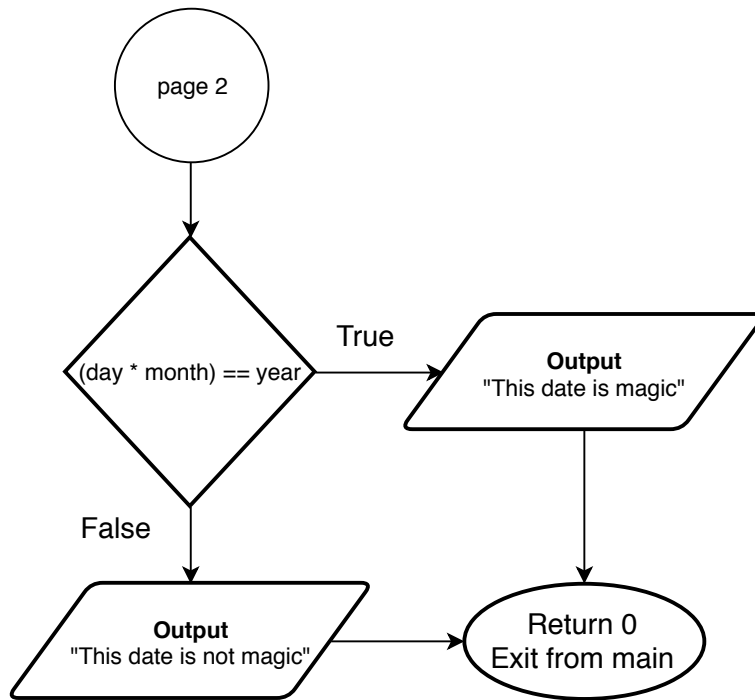 page 2
(day * month) == year
True
Output
"This date is magic"
False
Output
"This date is not magic"
Return 0
Exit from main